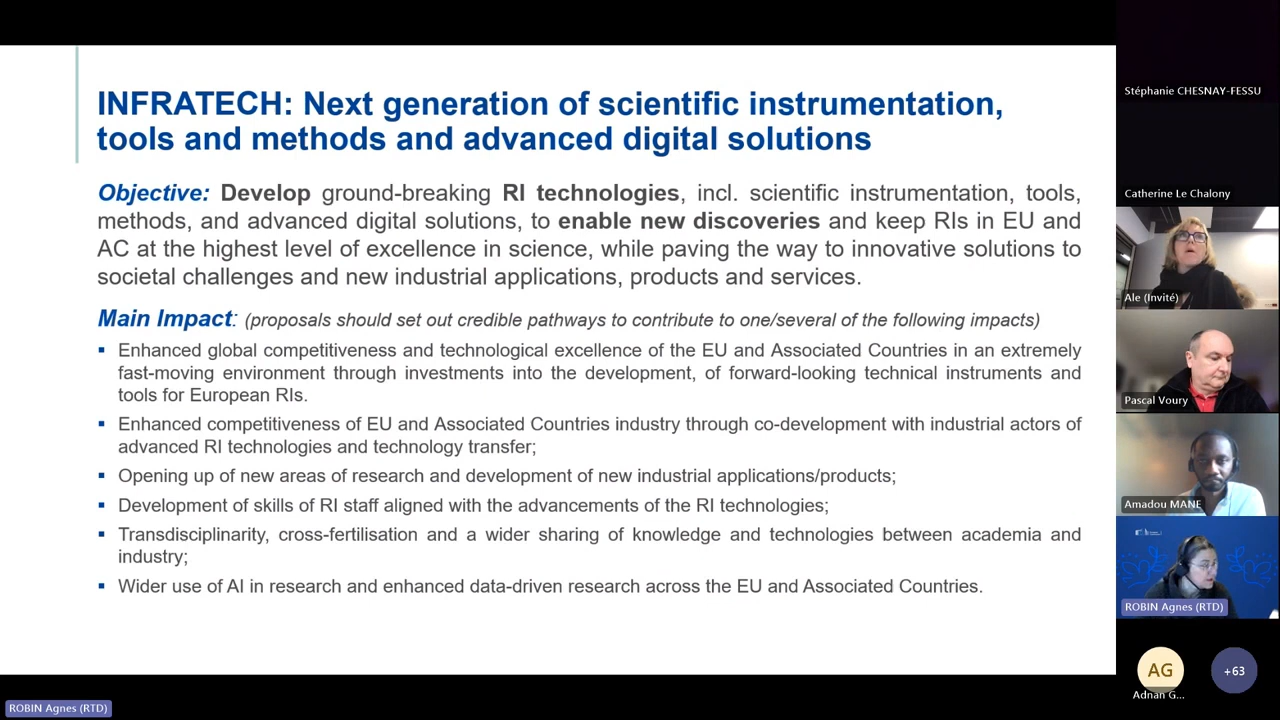 INFRATECH: Next generation of scientific instrumentation,
tools and methods and advanced digital solutions
Objective: Develop ground-breaking RI technologies, incl. scientific instrumentation, tools,
methods, and advanced digital solutions, to enable new discoveries and keep RIs in EU and
AC at the highest level of excellence in science, while paving the way to innovative solutions to
societal challenges and new industrial applications, products and services.
Main Impact: (proposals should set out credible pathways to contribute to one/several of the following impacts)
▪ Enhanced global competitiveness and technological excellence of the EU and Associated Countries in an extremely
fast-moving environment through investments into the development, of forward-looking technical instruments and
tools for European RIs.
▪ Enhanced competitiveness of EU and Associated Countries industry through co-development with industrial actors of
advanced RI technologies and technology transfer;
▪ Opening up of new areas of research and development of new industrial applications/products;
▪ Development of skills of RI staff aligned with the advancements of the RI technologies;
▪ Transdisciplinarity, cross-fertilisation and a wider sharing of knowledge and technologies between academia and
industry;
▪ Wider use of AI in research and enhanced data-driven research across the EU and Associated Countries.
Stéphanie CHESNAY-FESSU
Catherine Le Chalony
Ale (Invité)
Pascal Voury
Amadou MANE
ROBIN Agnes (RTD)
AG
+63
Adnan G...
ROBIN Agnes (RTD)